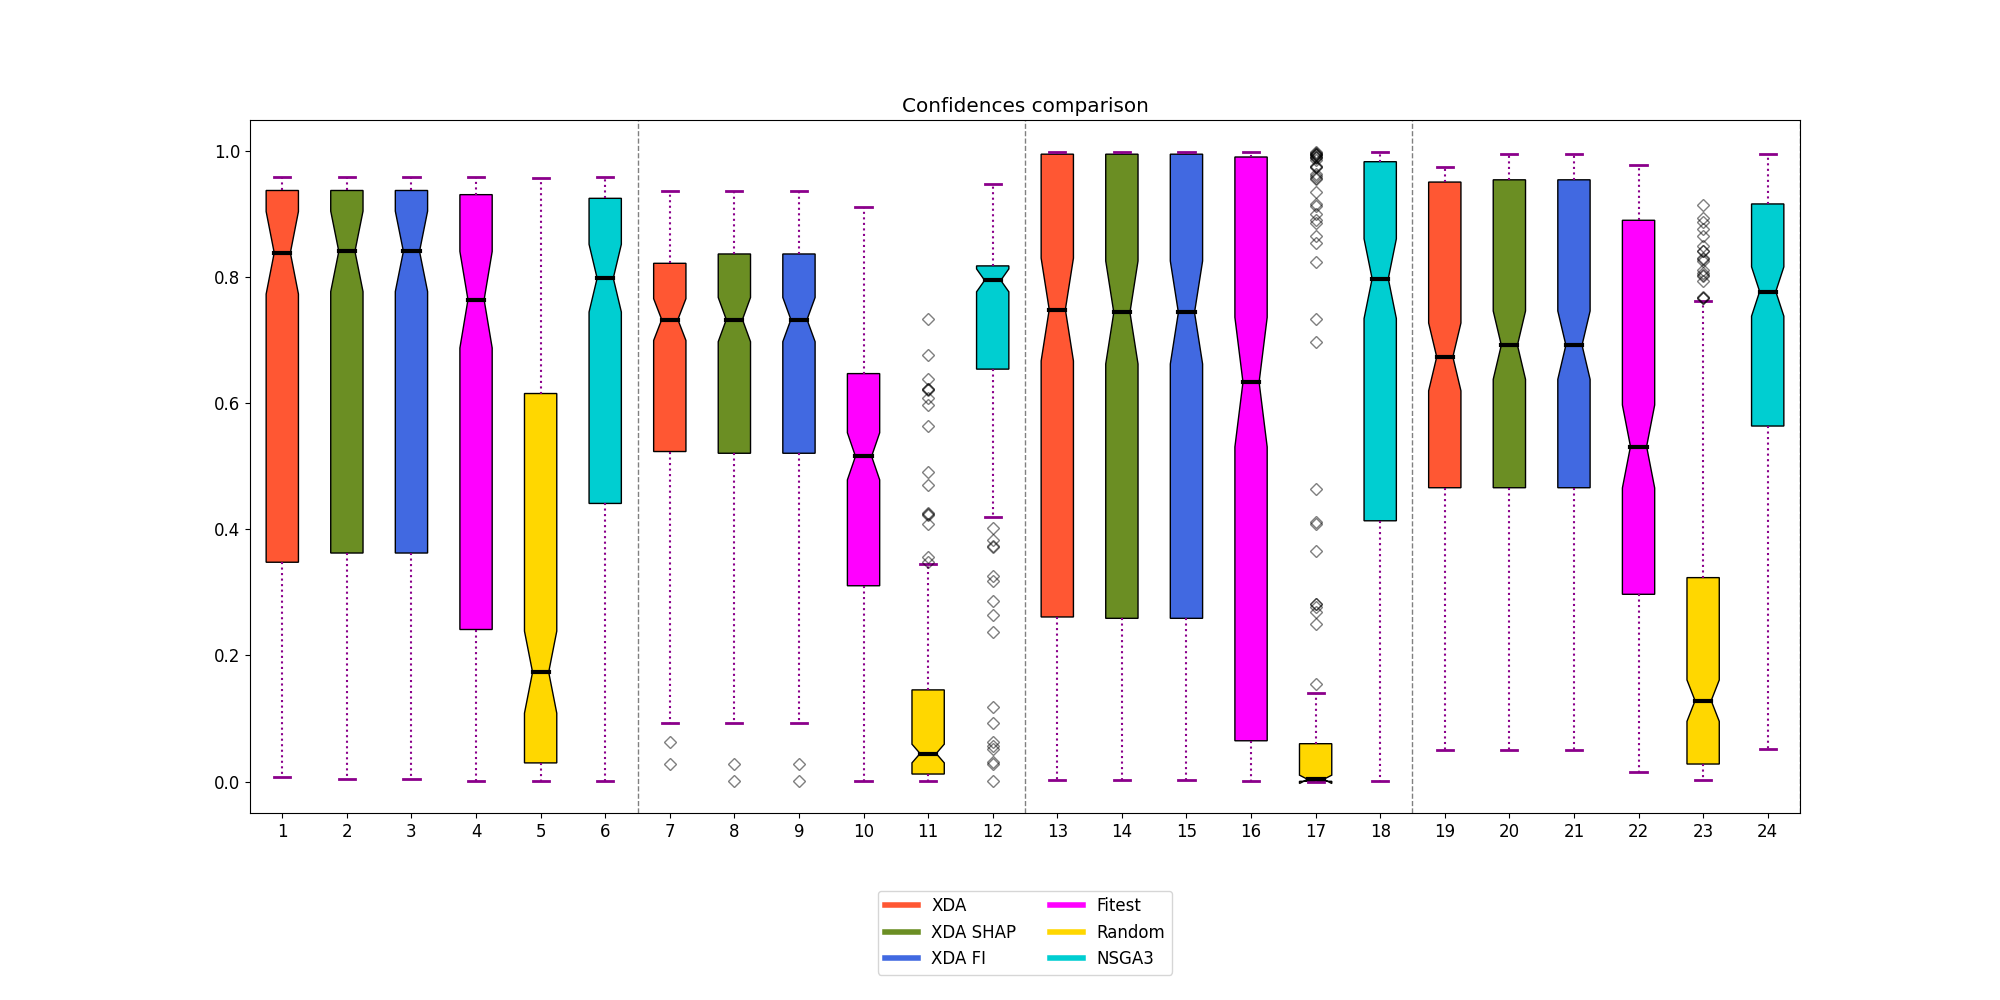 Confidences comparison
1.0
0.8
0.6
0.4
0.2
0.0
1 2 3 4 5 6 7 8 9 10 11 12 13 14 15 16 17 18 19 20 21 22 23 24
XDA Fitest
XDA SHAP Random
XDA FI NSGA3